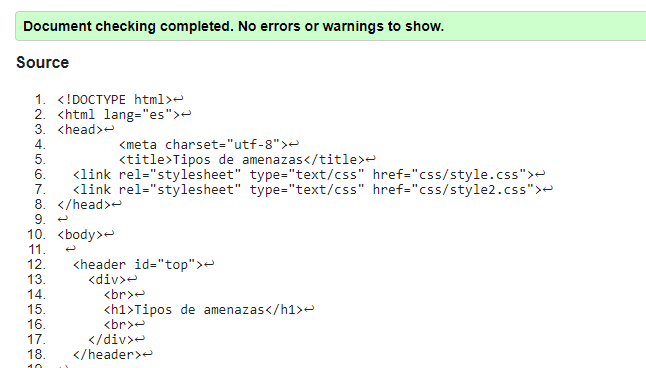 Document checking completed. No errors or warnings to show.
Source
1. <!DOCTYPE html>↩
2. <html lang="es">↩
3. <head>↩
4. <meta charset="utf-8">↩
5. <title>Tipos de amenazas</title>↩
6. <link rel="stylesheet" type="text/css" href="css/style.css">↩
7. <link rel="stylesheet" type="text/css" href="css/style2.css">↩
8. </head>↩
9. ↩
10. <body>↩
11. ↩
12. <header id="top">↩
13. <div>↩
14. <br>↩
15. <h1>Tipos de amenazas</h1>↩
16. <br>↩
17. </div>↩
18. </header>↩